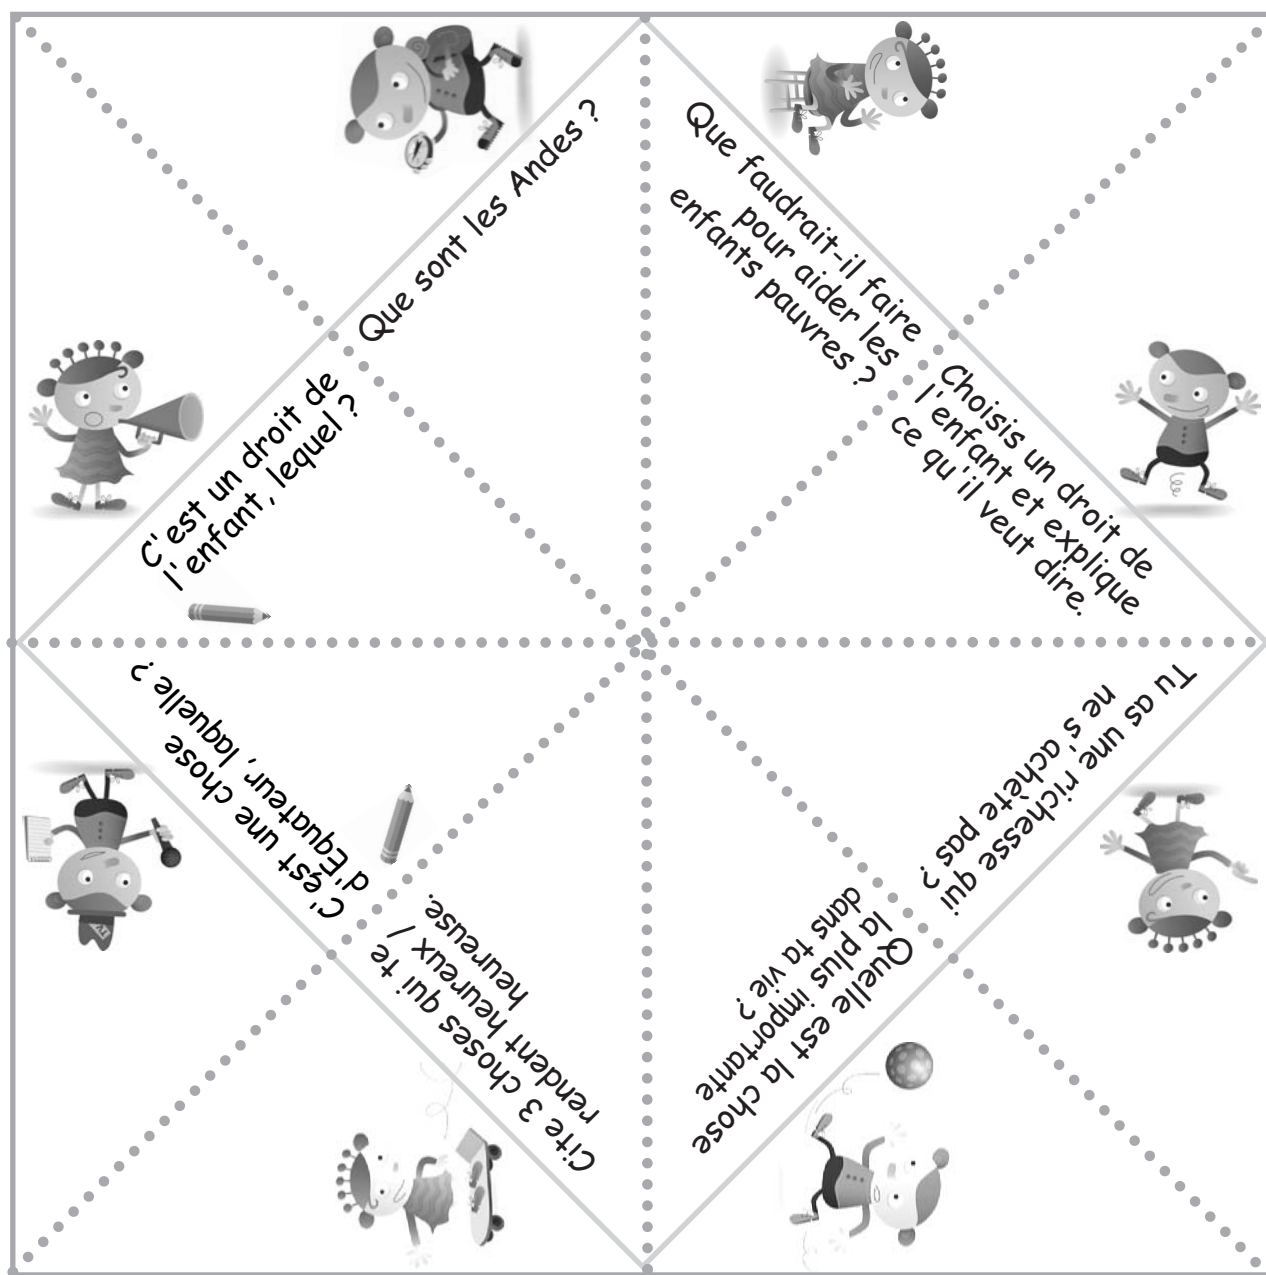 Que sont les Andes ?
Que faudrait-il faire
pour aider les
enfants pauvres ?
Choisis un droit de
l'enfant et explique
ce qu'il veut dire.
Tu as une richesse qui
ne s'achète pas ?
Quelle est la chose
la plus importante
dans ta vie ?
Cite 3 choses qui te
rendent heureux /
heureuse.
C'est une chose
d'Equateur, laquelle ?
C'est un droit de
l'enfant, lequel ?